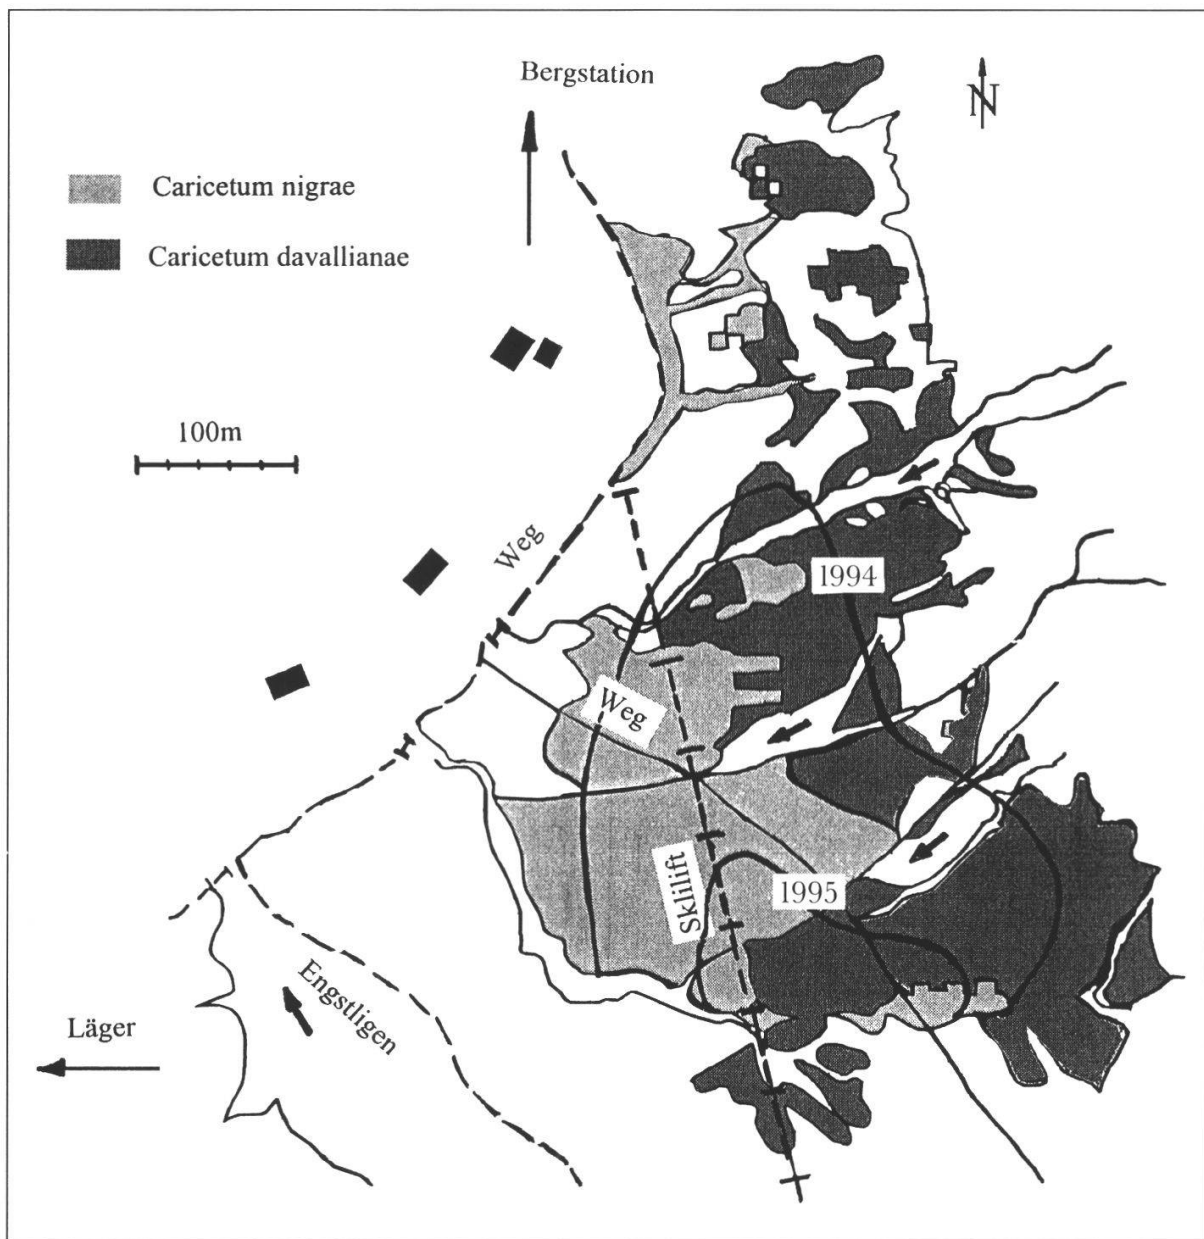 Bergstation
N
Caricetum nigrae
Caricetum davallianae
100m
Weg
1994
Weg
Sklilift
1995
Engstligen
Läger